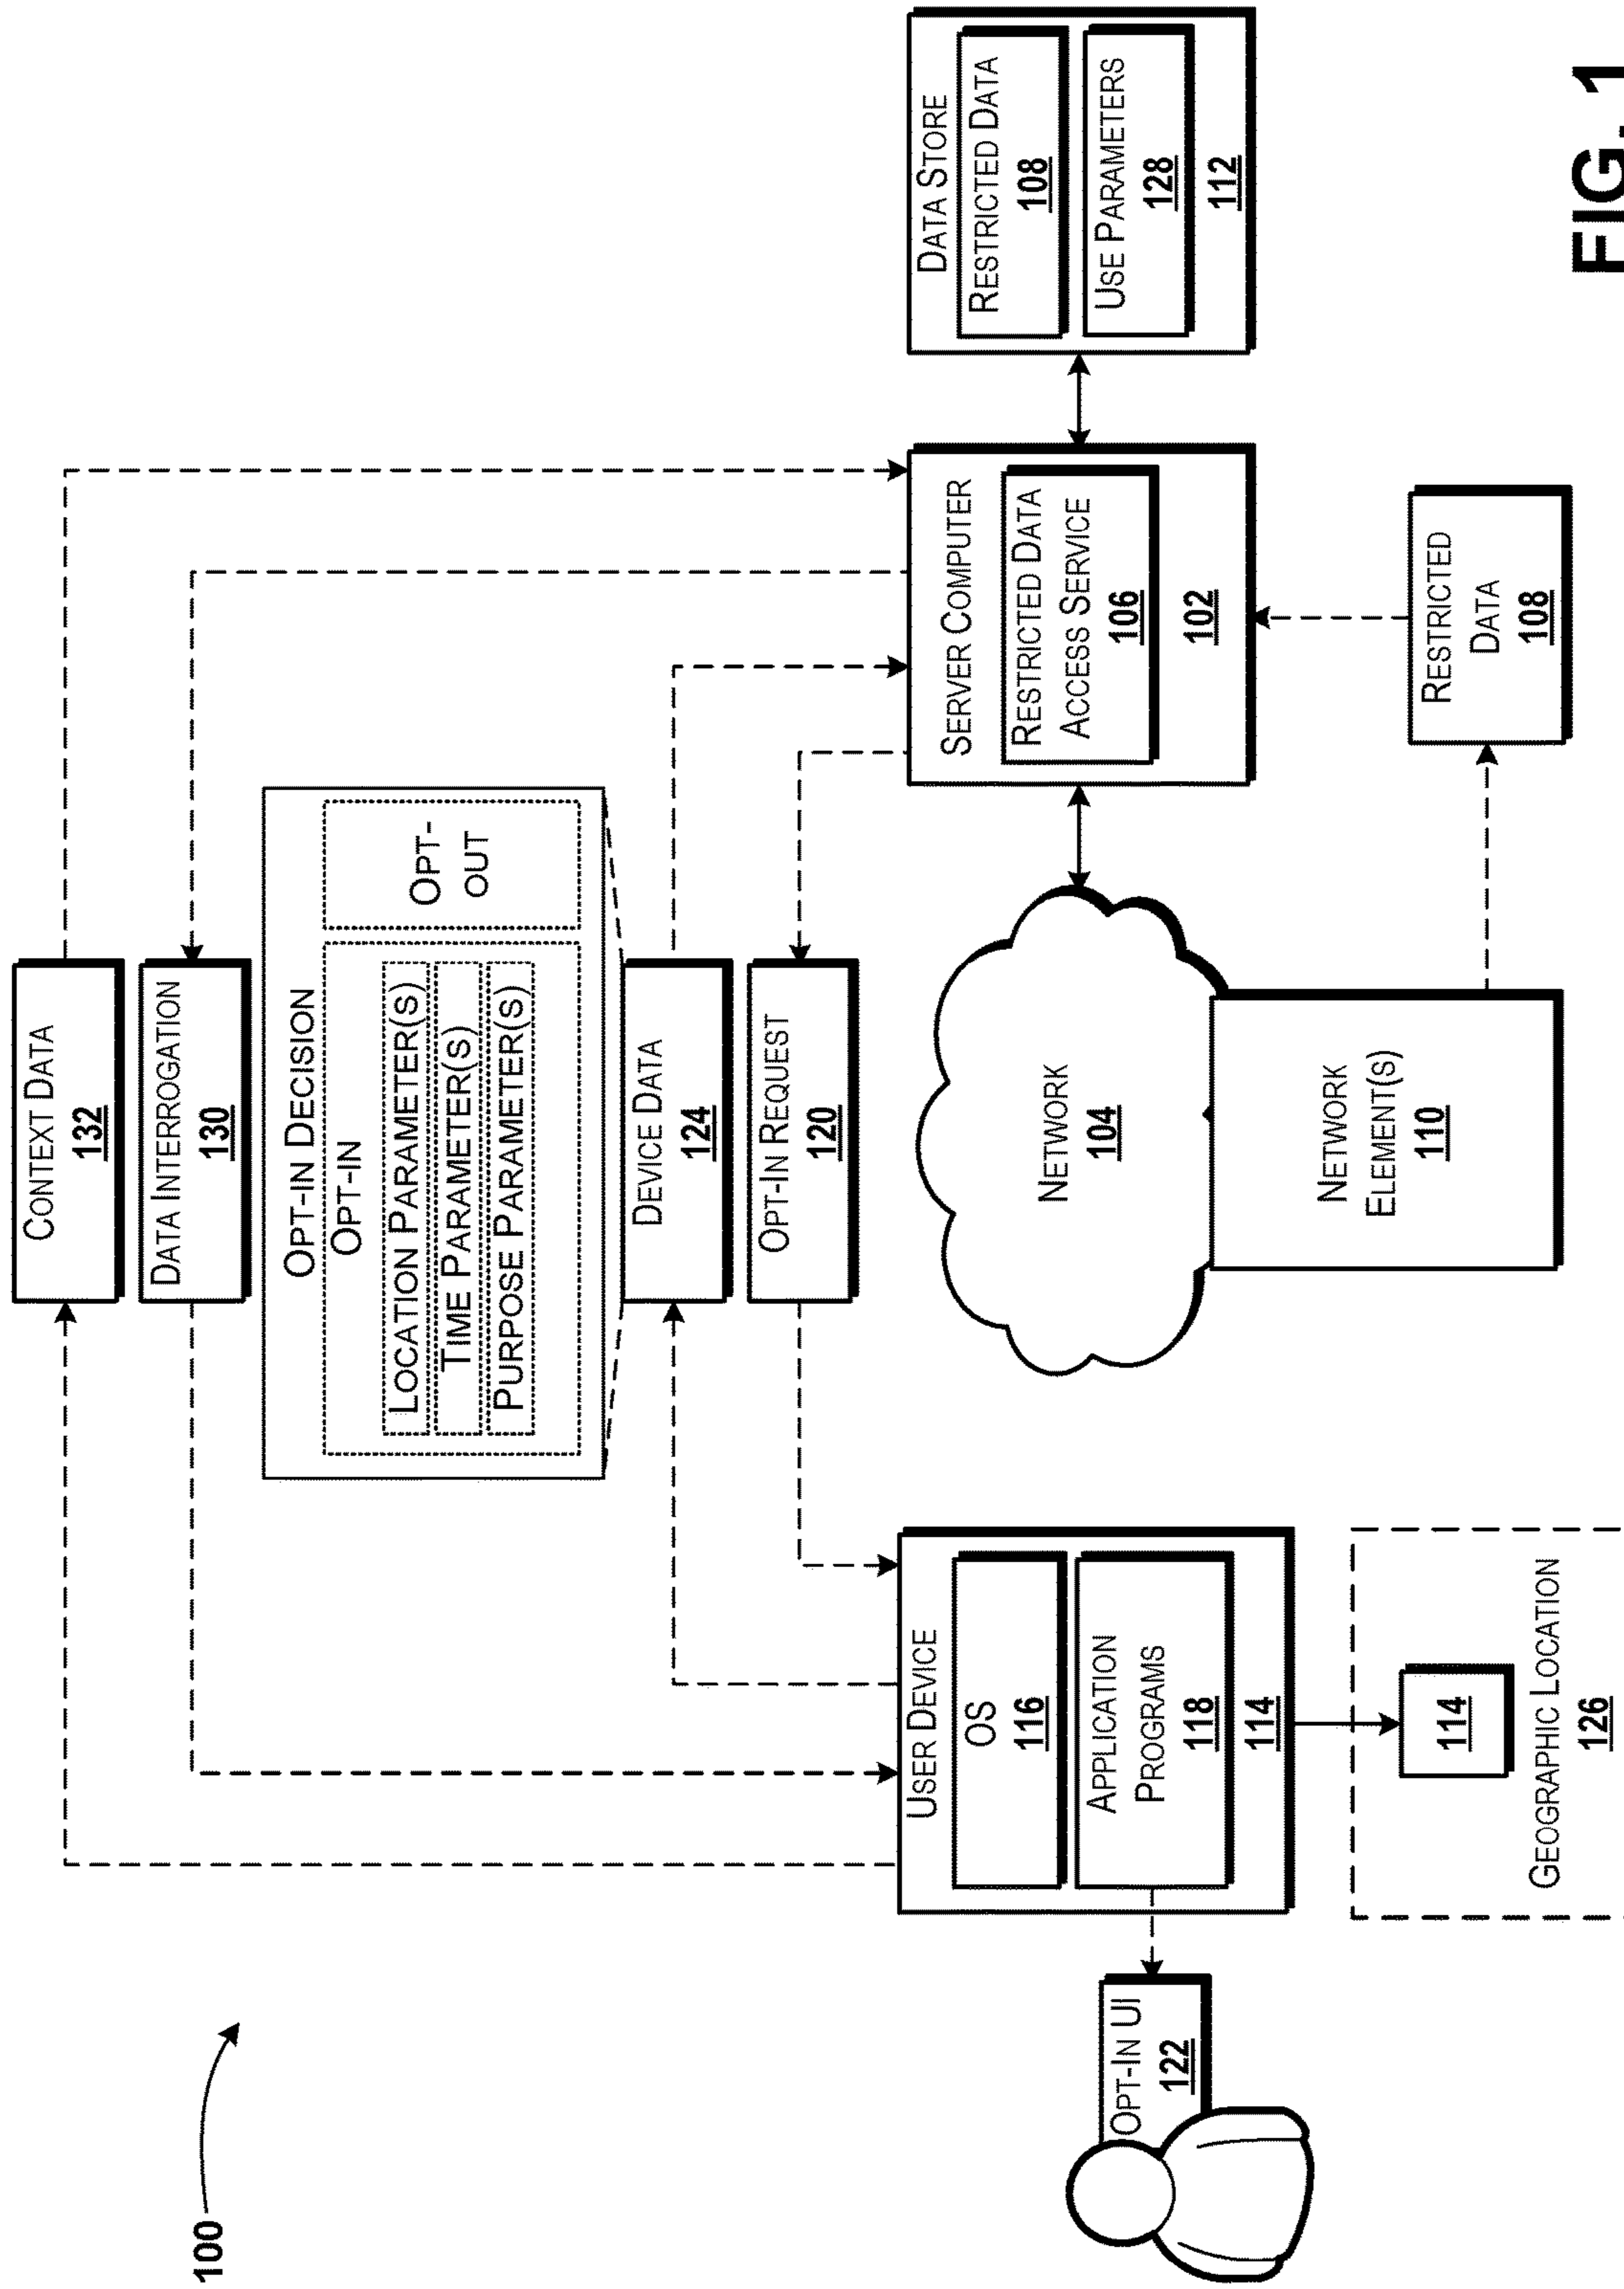 100
CONTEXT DATA
132
DATA INTERROGATION
130
OPT-IN DECISION
OPT-IN
LOCATION PARAMETER(S)
TIME PARAMETER(S)
PURPOSE PARAMETER(S)
OPT-
OUT
DEVICE DATA
124
OPT-IN REQUEST
120
OPT-IN UI
122
USER DEVICE
OS
116
APPLICATION
PROGRAMS
118
114
114
GEOGRAPHIC LOCATION
126
NETWORK
104
NETWORK
ELEMENT(S)
110
SERVER COMPUTER
RESTRICTED DATA
ACCESS SERVICE
106
102
RESTRICTED
DATA
108
DATA STORE
RESTRICTED DATA
108
USE PARAMETERS
128
112
FIG. 1